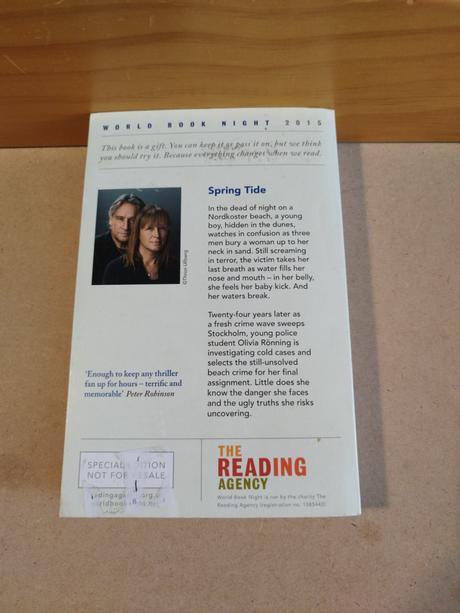 WORLD BOOK NIGHT 2015
This book is a gift. You can keep it or pass it on, but we think
you should try it. Because everything changes when we read.
Spring Tide
In the dead of night on a
Nordkoster beach, a young
boy, hidden in the dunes,
watches in confusion as three
men bury a woman up to her
neck in sand. Still screaming
in terror, the victim takes her
last breath as water fills her
nose and mouth – in her belly,
she feels her baby kick. And
her waters break.
Twenty-four years later as
a fresh crime wave sweeps
Stockholm, young police
student Olivia Rönning is
investigating cold cases and
selects the still-unsolved
beach crime for her final
assignment. Little does she
know the danger she faces
and the ugly truths she risks
uncovering.
©Thron Ullberg
'Enough to keep any thriller
fan up for hours – terrific and
memorable' Peter Robinson
SPECIAL
NOT FOR
THE
READING
AGENCY
World Book Night is run by the charity The
Reading Agency (registration no. 1085443)